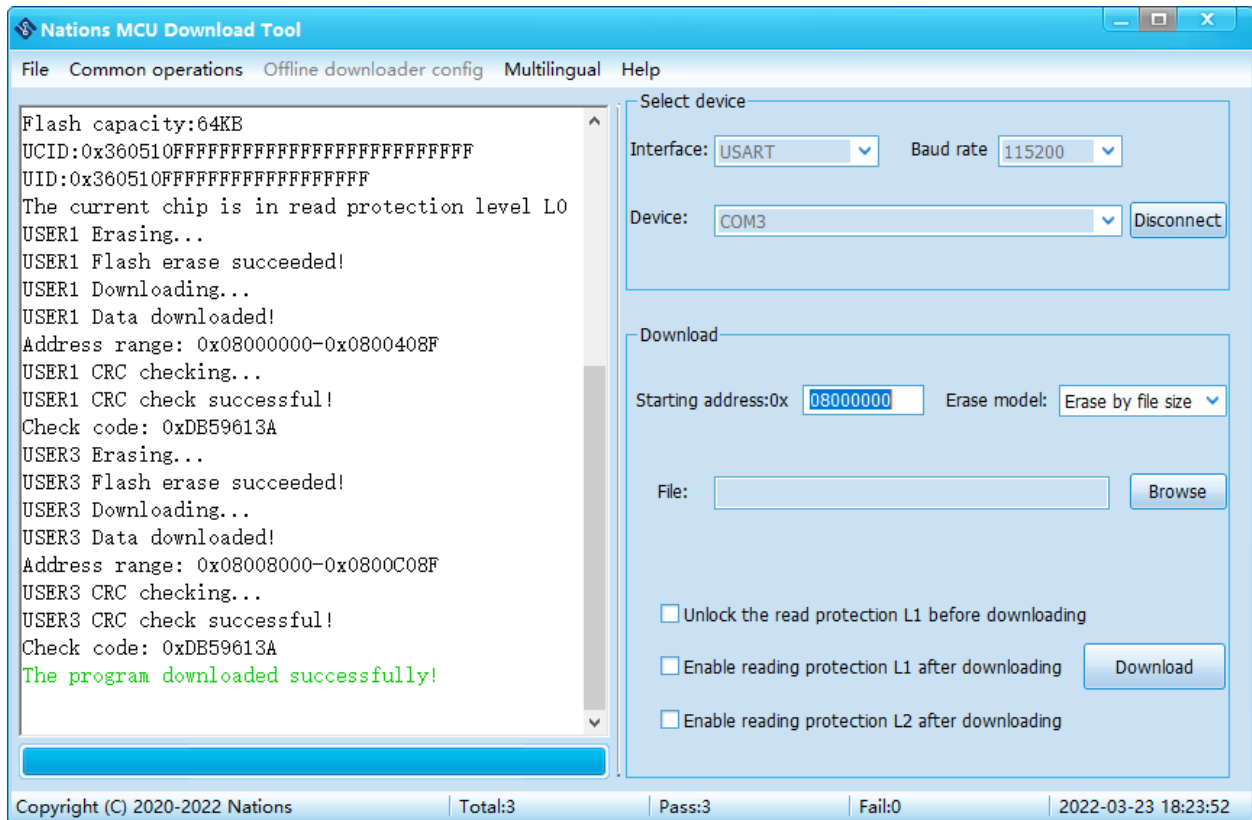 Nations MCU Download Tool
File Common operations Offline downloader config Multilingual Help
Flash capacity:64KB
UCID:0x360510FFFFFFFFFFFFFFFFFFFFFFFFFF
UID:0x360510FFFFFFFFFFFFFFFFFF
The current chip is in read protection level L0
USER1 Erasing...
USER1 Flash erase succeeded!
USER1 Downloading...
USER1 Data downloaded!
Address range: 0x08000000-0x0800408F
USER1 CRC checking...
USER1 CRC check successful!
Check code: 0xDB59613A
USER3 Erasing...
USER3 Flash erase succeeded!
USER3 Downloading...
USER3 Data downloaded!
Address range: 0x08008000-0x0800C08F
USER3 CRC checking...
USER3 CRC check successful!
Check code: 0xDB59613A
The program downloaded successfully!
Select device
Interface: USART Baud rate 115200
Device: COM3 Disconnect
Download
Starting address:0x 08000000 Erase model: Erase by file size
File: Browse
Unlock the read protection L1 before downloading
Enable reading protection L1 after downloading Download
Enable reading protection L2 after downloading
Copyright (C) 2020-2022 Nations Total:3 Pass:3 Fail:0 2022-03-23 18:23:52